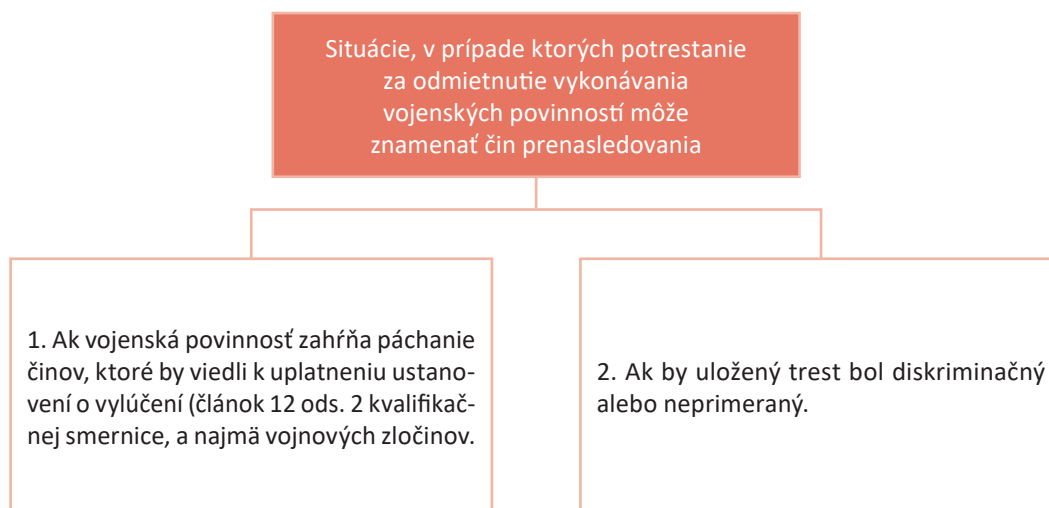 Situácie, v prípade ktorých potrestanie
za odmietnutie vykonávania
vojenských povinností môže
znamenať čin prenasledovania
1. Ak vojenská povinnosť zahŕňa páchanie
činov, ktoré by viedli k uplatneniu ustano-
vení o vylúčení (článok 12 ods. 2 kvalifikač-
nej smernice, a najmä vojnových zločinov.
2. Ak by uložený trest bol diskriminačný
alebo neprimeraný.